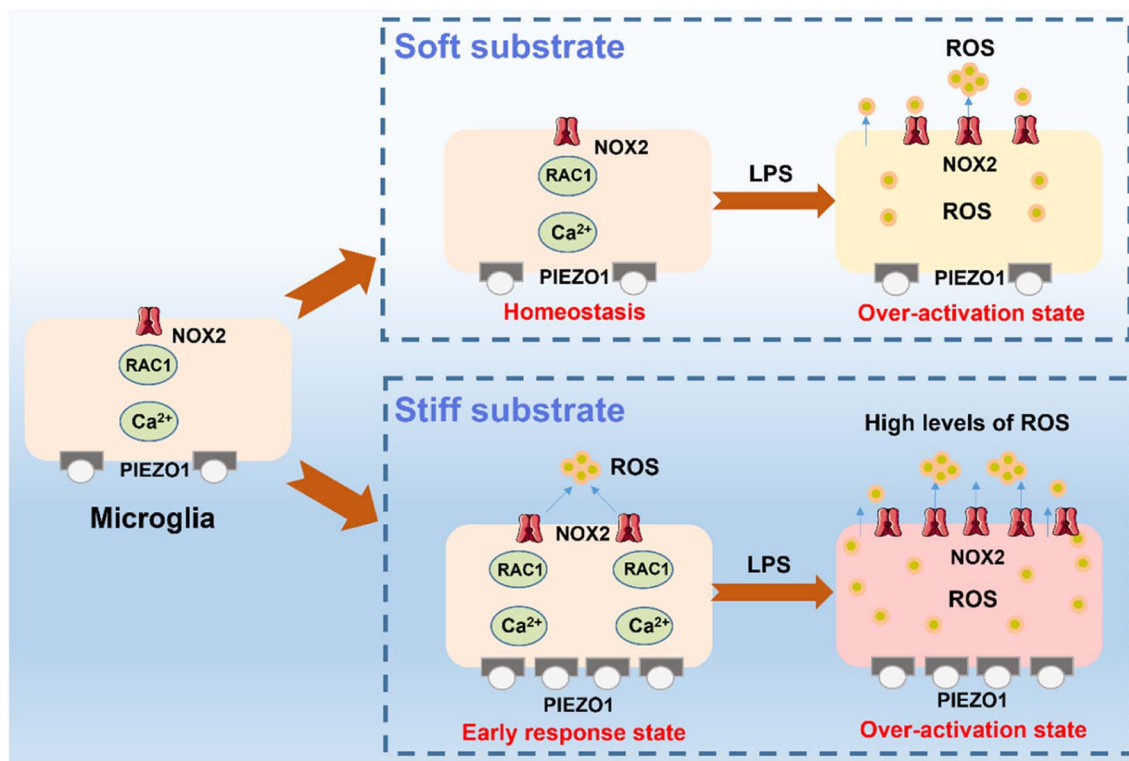 NOX2
RAC1
Ca²⁺
PIEZO1
Microglia
Soft substrate
NOX2
RAC1
Ca²⁺
PIEZO1
Homeostasis
LPS
ROS
NOX2
ROS
PIEZO1
Over-activation state
Stiff substrate
ROS
NOX2
RAC1
RAC1
Ca²⁺
Ca²⁺
PIEZO1
Early response state
LPS
High levels of ROS
NOX2
ROS
PIEZO1
Over-activation state